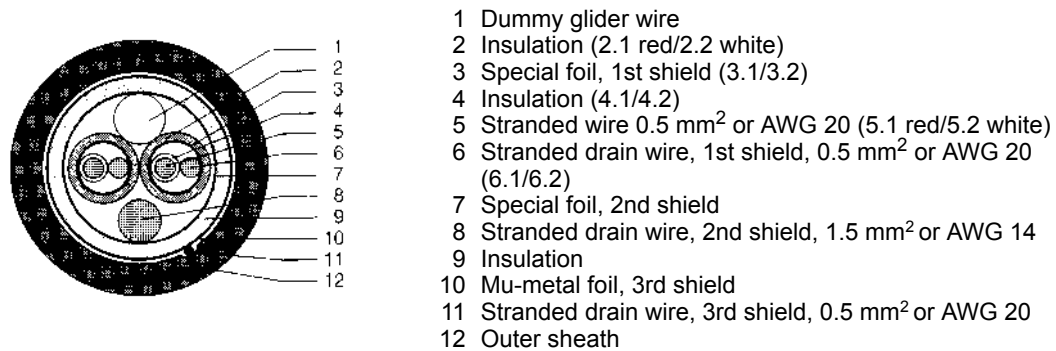 1
2
3
4
5
6
7
8
9
10
11
12
1 Dummy glider wire
2 Insulation (2.1 red/2.2 white)
3 Special foil, 1st shield (3.1/3.2)
4 Insulation (4.1/4.2)
5 Stranded wire 0.5 mm² or AWG 20 (5.1 red/5.2 white)
6 Stranded drain wire, 1st shield, 0.5 mm² or AWG 20
(6.1/6.2)
7 Special foil, 2nd shield
8 Stranded drain wire, 2nd shield, 1.5 mm² or AWG 14
9 Insulation
10 Mu-metal foil, 3rd shield
11 Stranded drain wire, 3rd shield, 0.5 mm² or AWG 20
12 Outer sheath